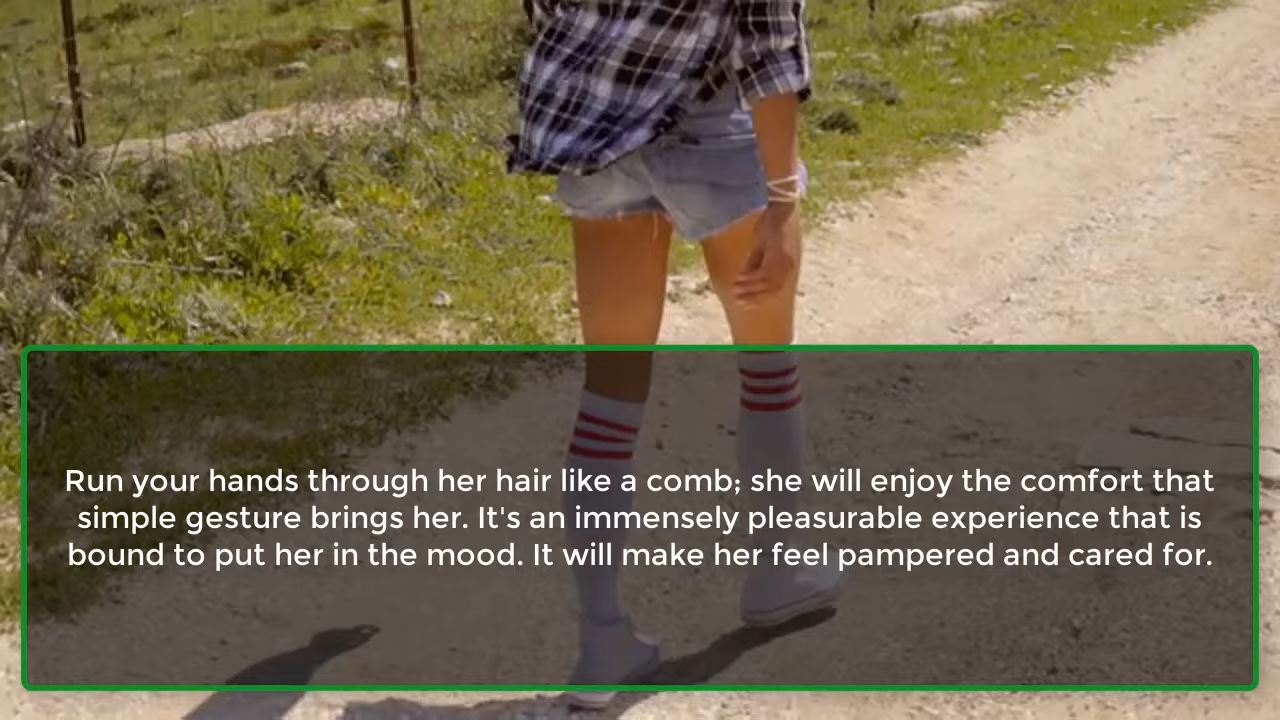 Run your hands through her hair like a comb; she will enjoy the comfort that
simple gesture brings her. It's an immensely pleasurable experience that is
bound to put her in the mood. It will make her feel pampered and cared for.